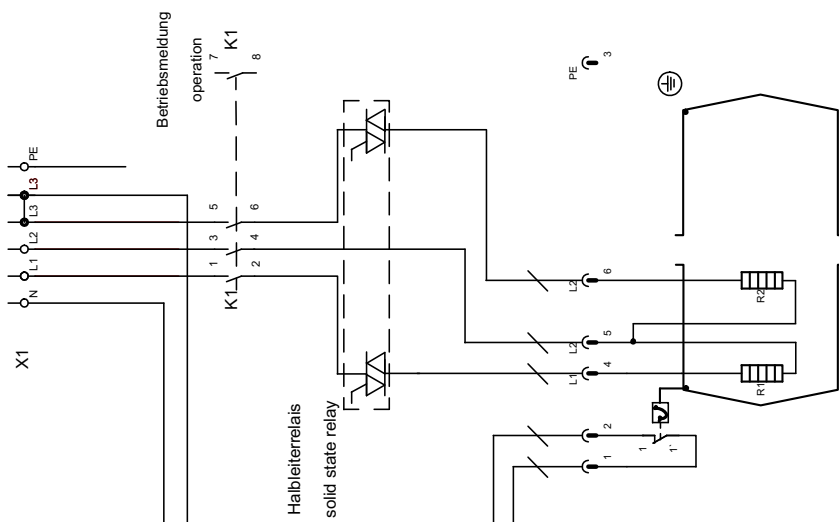 Betriebsmeldung
operation
K1
7
8
PE
L3
L3
L2
L1
N
X1
5
6
3
4
1
2
K1
Halbleiterrelais
solid state relay
PE
3
L2
6
L2
5
L1
4
2
1
1
1'
R2
R1